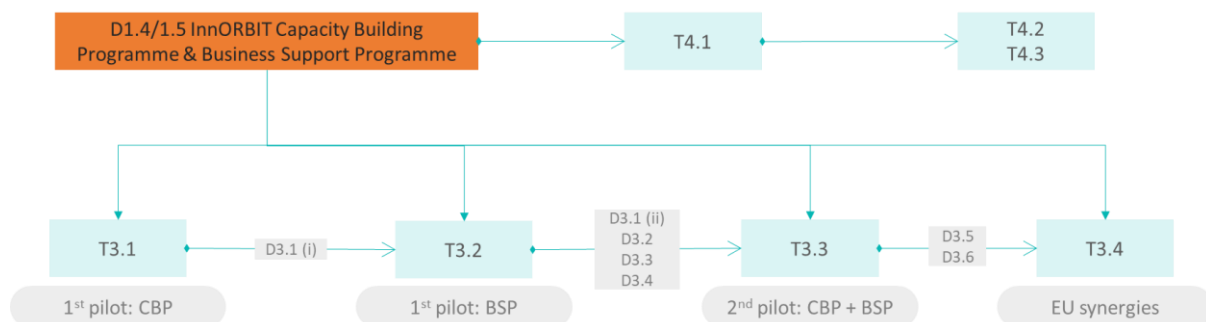 D1.4/1.5 InnORBIT Capacity Building
Programme & Business Support Programme
T4.1
T4.2
T4.3
T3.1
D3.1 (i)
T3.2
D3.1 (ii)
D3.2
D3.3
D3.4
T3.3
D3.5
D3.6
T3.4
1st pilot: CBP
1st pilot: BSP
2nd pilot: CBP + BSP
EU synergies